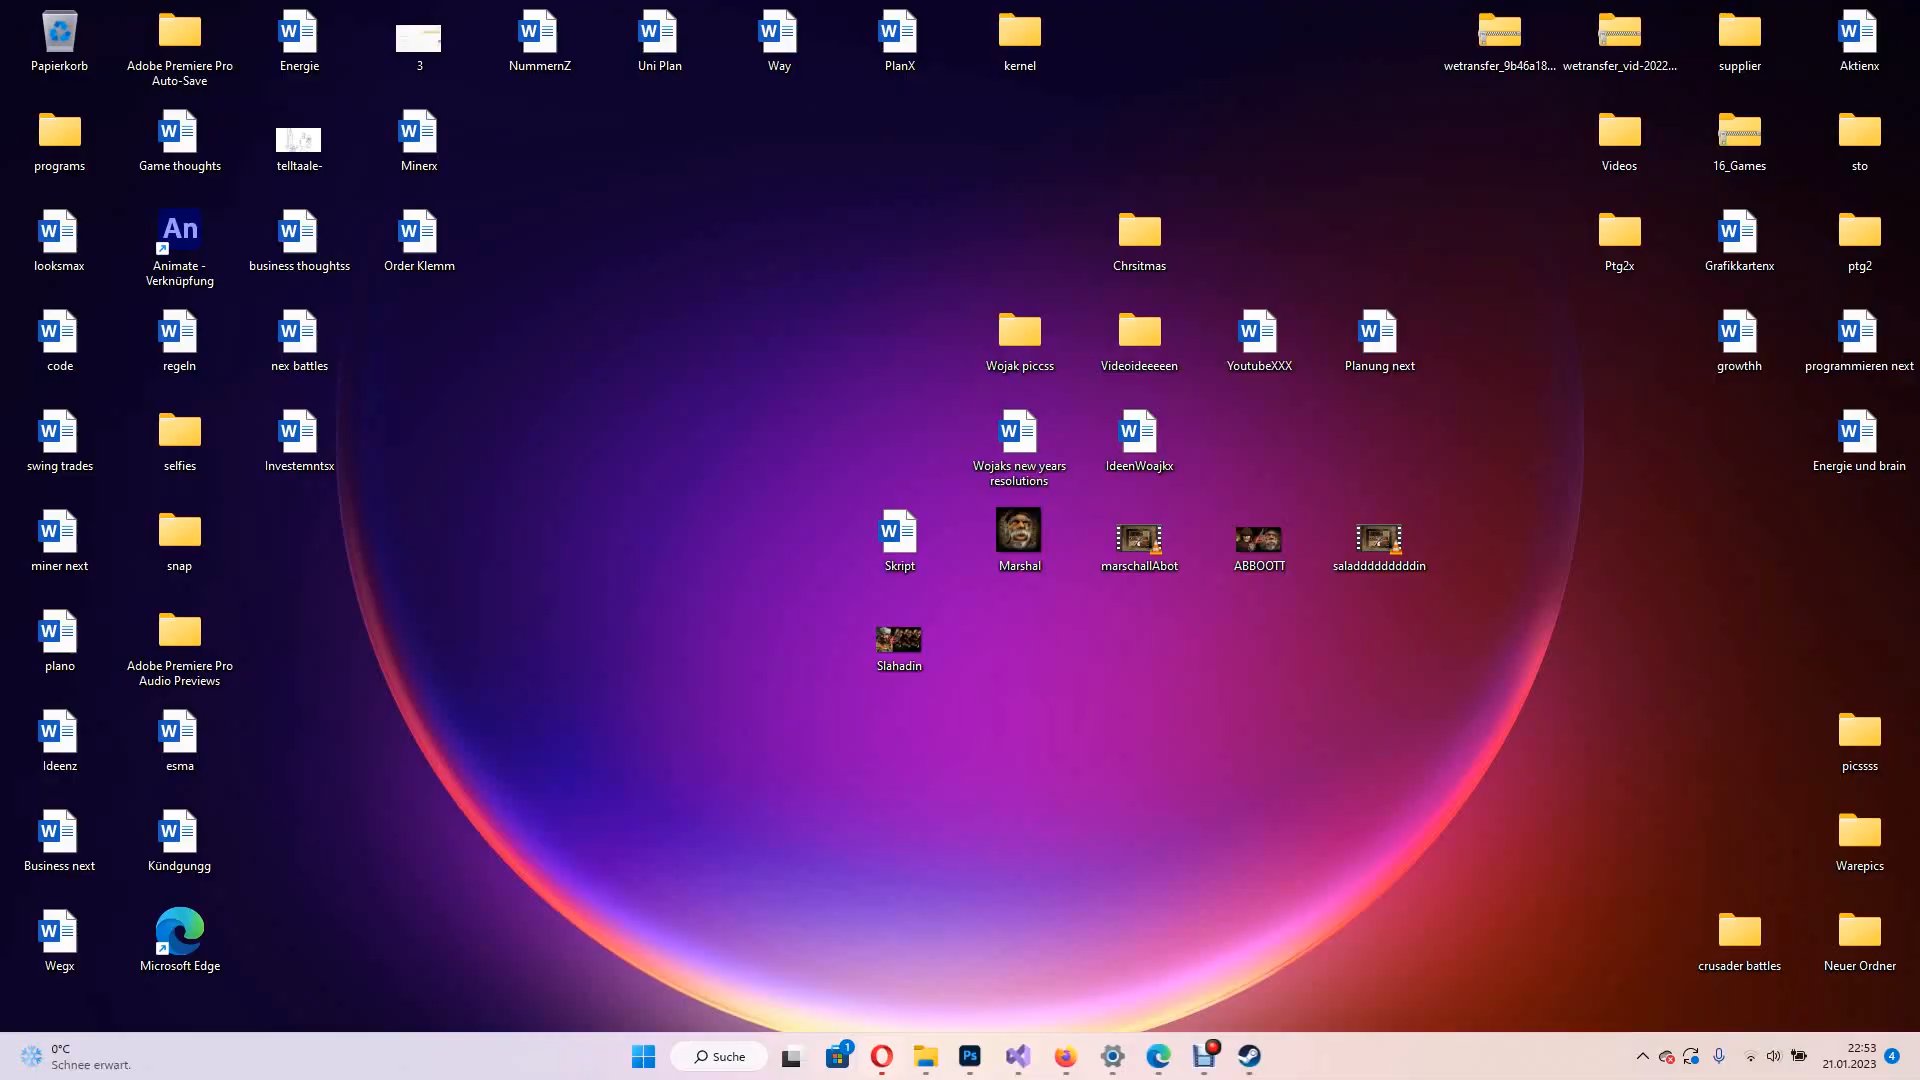 Papierkorb
Adobe Premiere Pro
Auto-Save
Energie
3
NummernZ
Uni Plan
Way
PlanX
kernel
wetransfer_9b46a18...
wetransfer_vid-2022...
supplier
Aktienx
programs
Game thoughts
telltaale-
Minerx
Videos
16_Games
sto
looksmax
An
Animate -
Verknüpfung
business thoughtss
Order Klemm
Chrsitmas
Ptg2x
Grafikkartenx
ptg2
code
regeln
nex battles
Wojak piccss
Videoideeeeen
YoutubeXXX
Planung next
growthh
programmieren next
swing trades
selfies
Investemntsx
Wojaks new years
resolutions
IdeenWoajkx
Energie und brain
miner next
snap
Skript
Marshal
marschallAbot
ABBOOTT
saladddddddddin
plano
Adobe Premiere Pro
Audio Previews
Slahadin
Ideenz
esma
picssss
Business next
Kündgungg
Warepics
Wegx
Microsoft Edge
crusader battles
Neuer Ordner
0°C
Schnee erwart.
Suche
1
Ps
22:53
21.01.2023
4